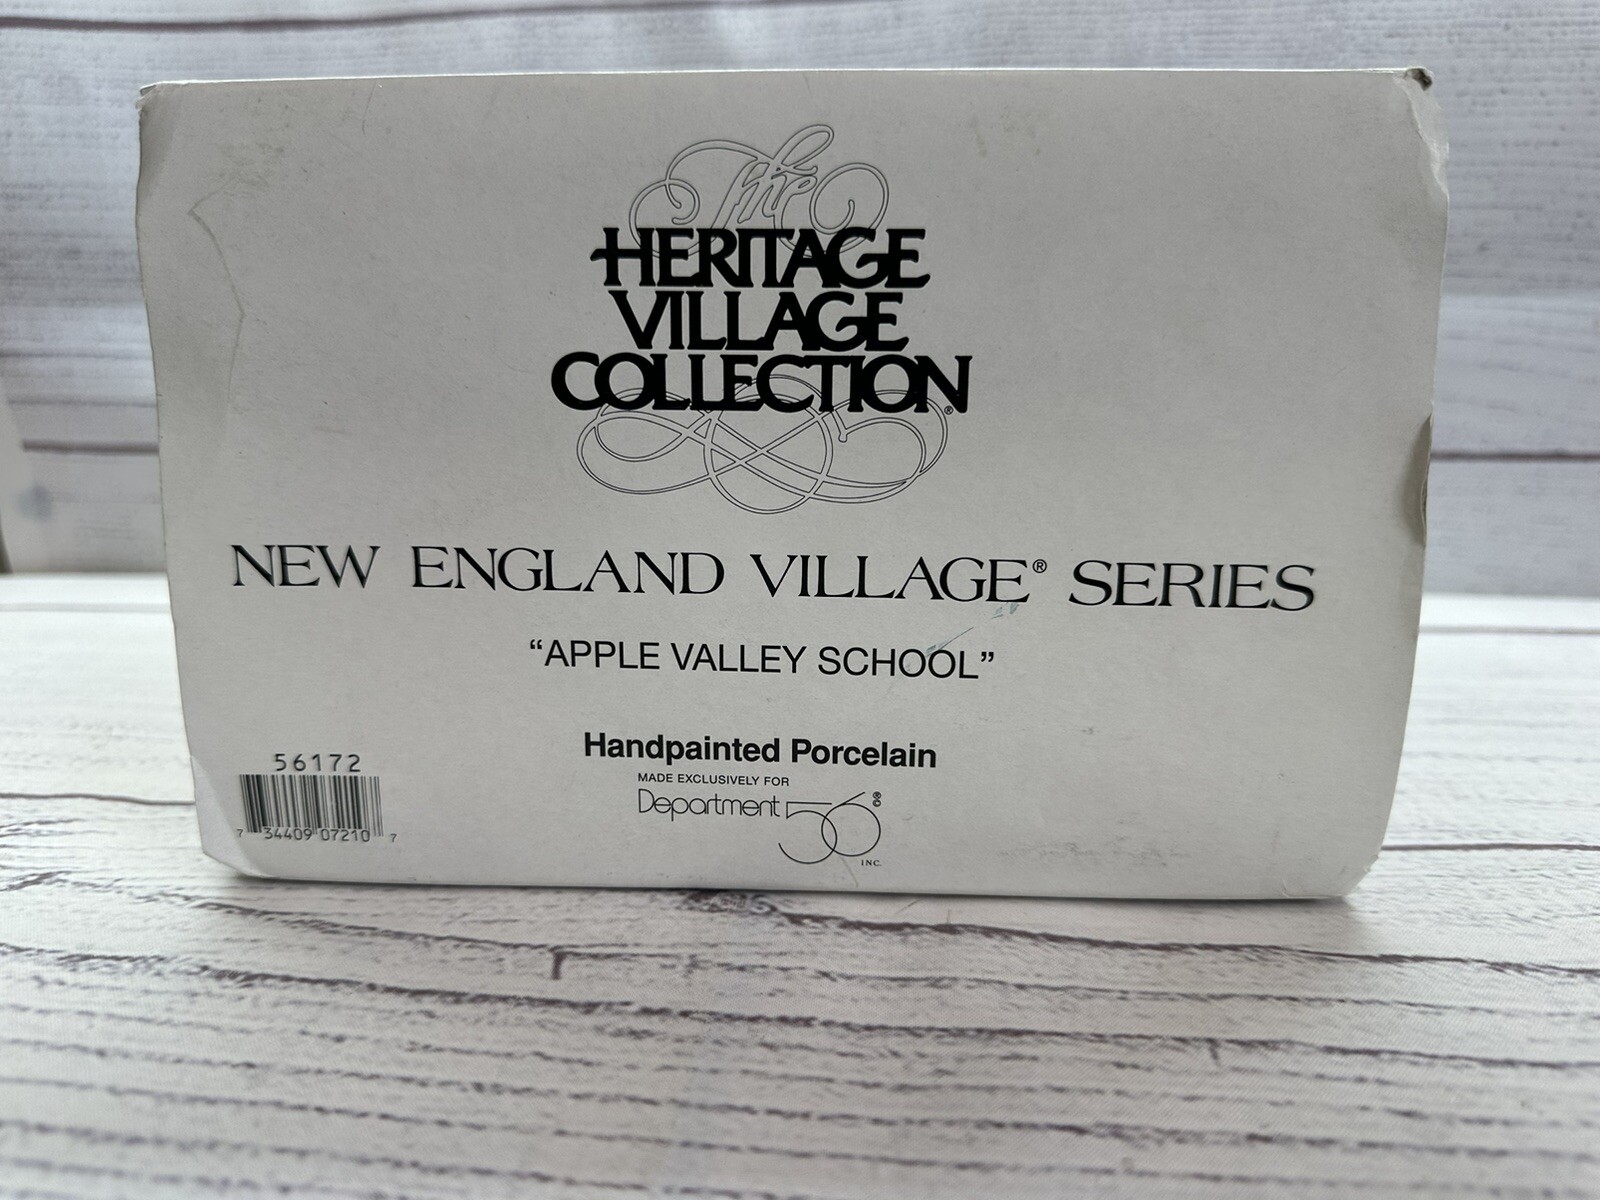 The
HERITAGE
VILLAGE
COLLECTION®
NEW ENGLAND VILLAGE® SERIES
“APPLE VALLEY SCHOOL”
Handpainted Porcelain
MADE EXCLUSIVELY FOR
Department 56 ®©
INC.
56172
7 34409 07210 7